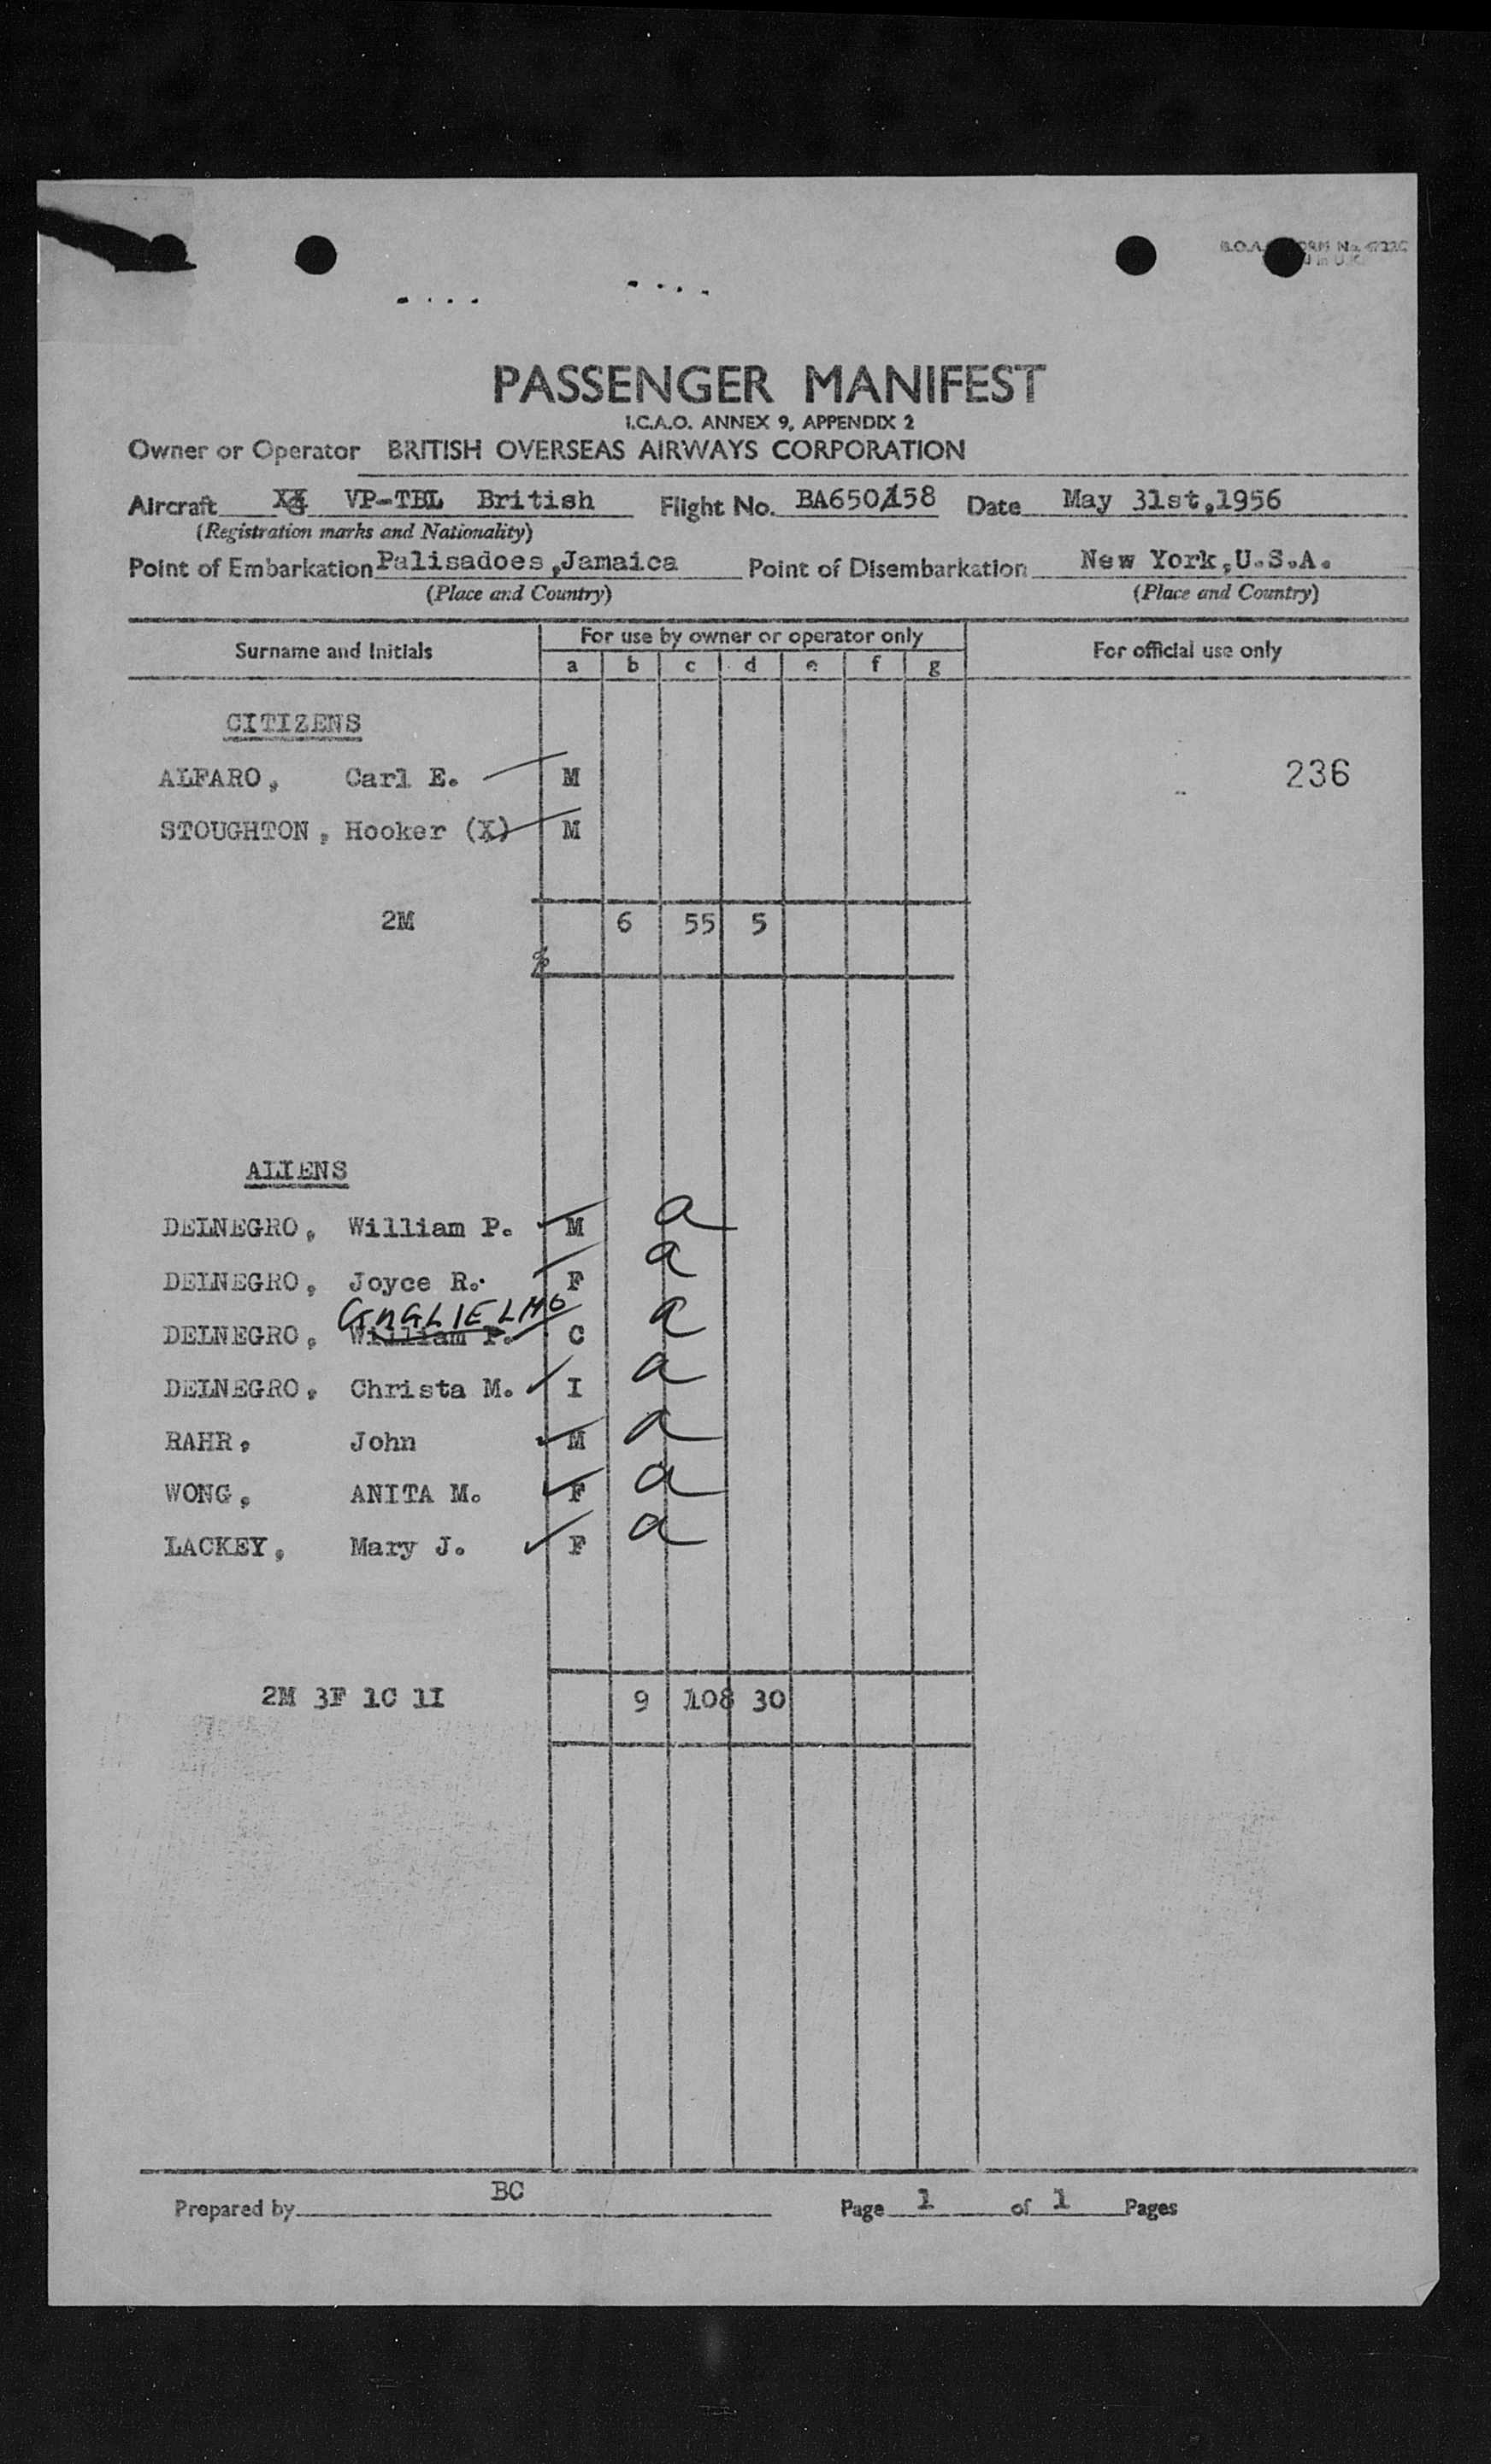 B.O.A.
PASSENGER MANIFEST
I.C.A.O. ANNEX 9, APPENDIX 2
Owner or Operator BRITISH OVERSEAS AIRWAYS CORPORATION
Aircraft VP-TBL British Flight No. BA650/158 Date May 31st,1956
(Registration marks and Nationality)
Point of Embarkation Palisadoes,Jamaica Point of Disembarkation New York,U.S.A.
(Place and Country) (Place and Country)
Surname and Initials For use by owner or operator only For official use only
a b c d e f g
CITIZENS
ALFARO, Carl E. M 236
STOUGHTON, Hooker (X) M
2M 6 55 5
ALIENS
DELNEGRO, William P. M a
DELNEGRO, Joyce R. F a
GUGLIELMO
DELNEGRO, William P. C a
DELNEGRO, Christa M. I a
RAHR, John M a
WONG, ANITA M. F a
LACKEY, Mary J. F a
2M 3F 1C 1I 9 108 30
Prepared by BC Page 1 of 1 Pages